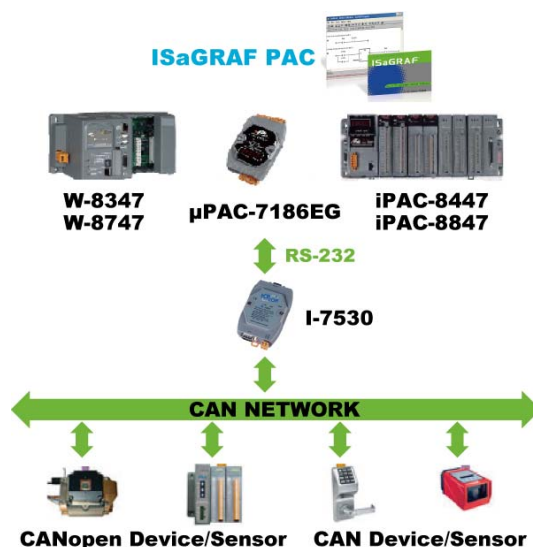 ISaGRAF PAC
ISaGRAF
W-8347
W-8747
µPAC-7186EG
iPAC-8447
iPAC-8847
RS-232
I-7530
CAN NETWORK
CANopen Device/Sensor
CAN Device/Sensor